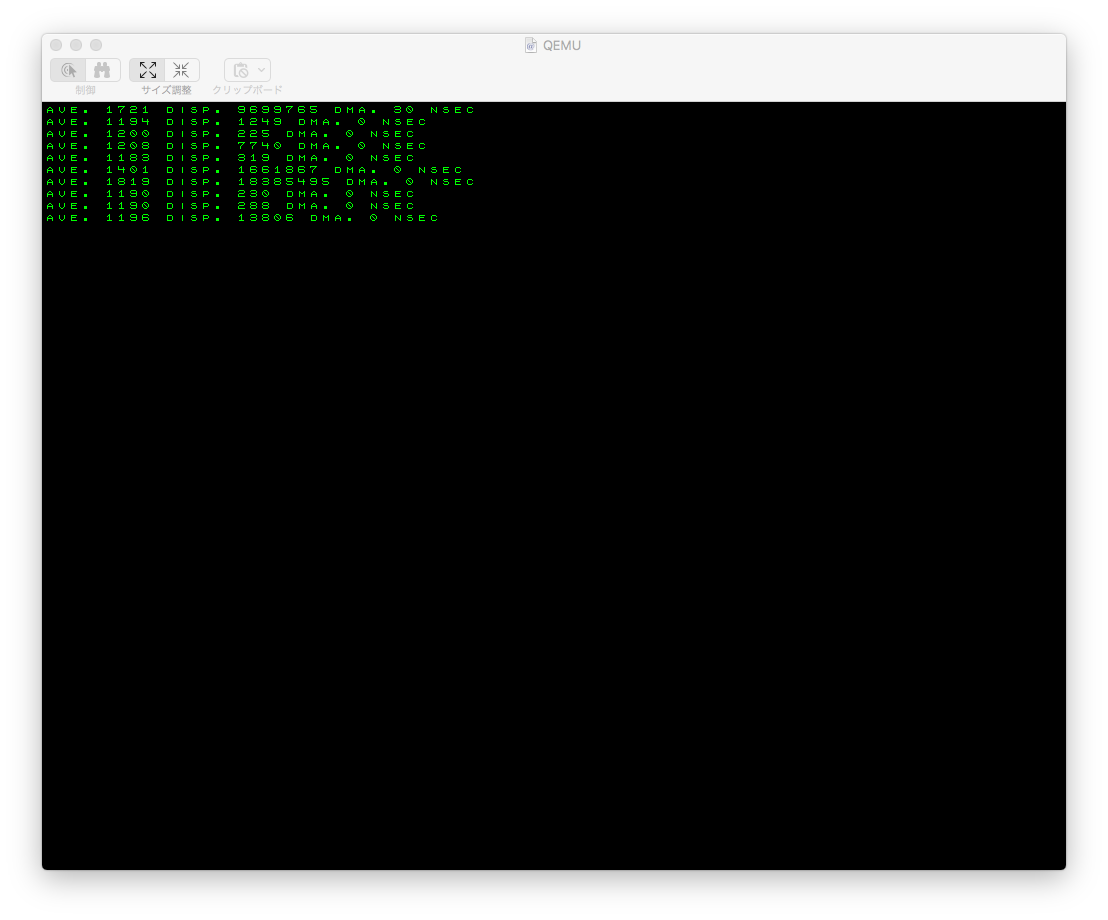 QEMU
制御
サイズ調整
クリップボード
AVE. 1721 DISP. 9699765 DMA. 30 NSEC
AVE. 1194 DISP. 1249 DMA. 0 NSEC
AVE. 1200 DISP. 225 DMA. 0 NSEC
AVE. 1208 DISP. 7740 DMA. 0 NSEC
AVE. 1183 DISP. 319 DMA. 0 NSEC
AVE. 1401 DISP. 1661867 DMA. 0 NSEC
AVE. 1819 DISP. 18385495 DMA. 0 NSEC
AVE. 1190 DISP. 230 DMA. 0 NSEC
AVE. 1190 DISP. 288 DMA. 0 NSEC
AVE. 1196 DISP. 13806 DMA. 0 NSEC